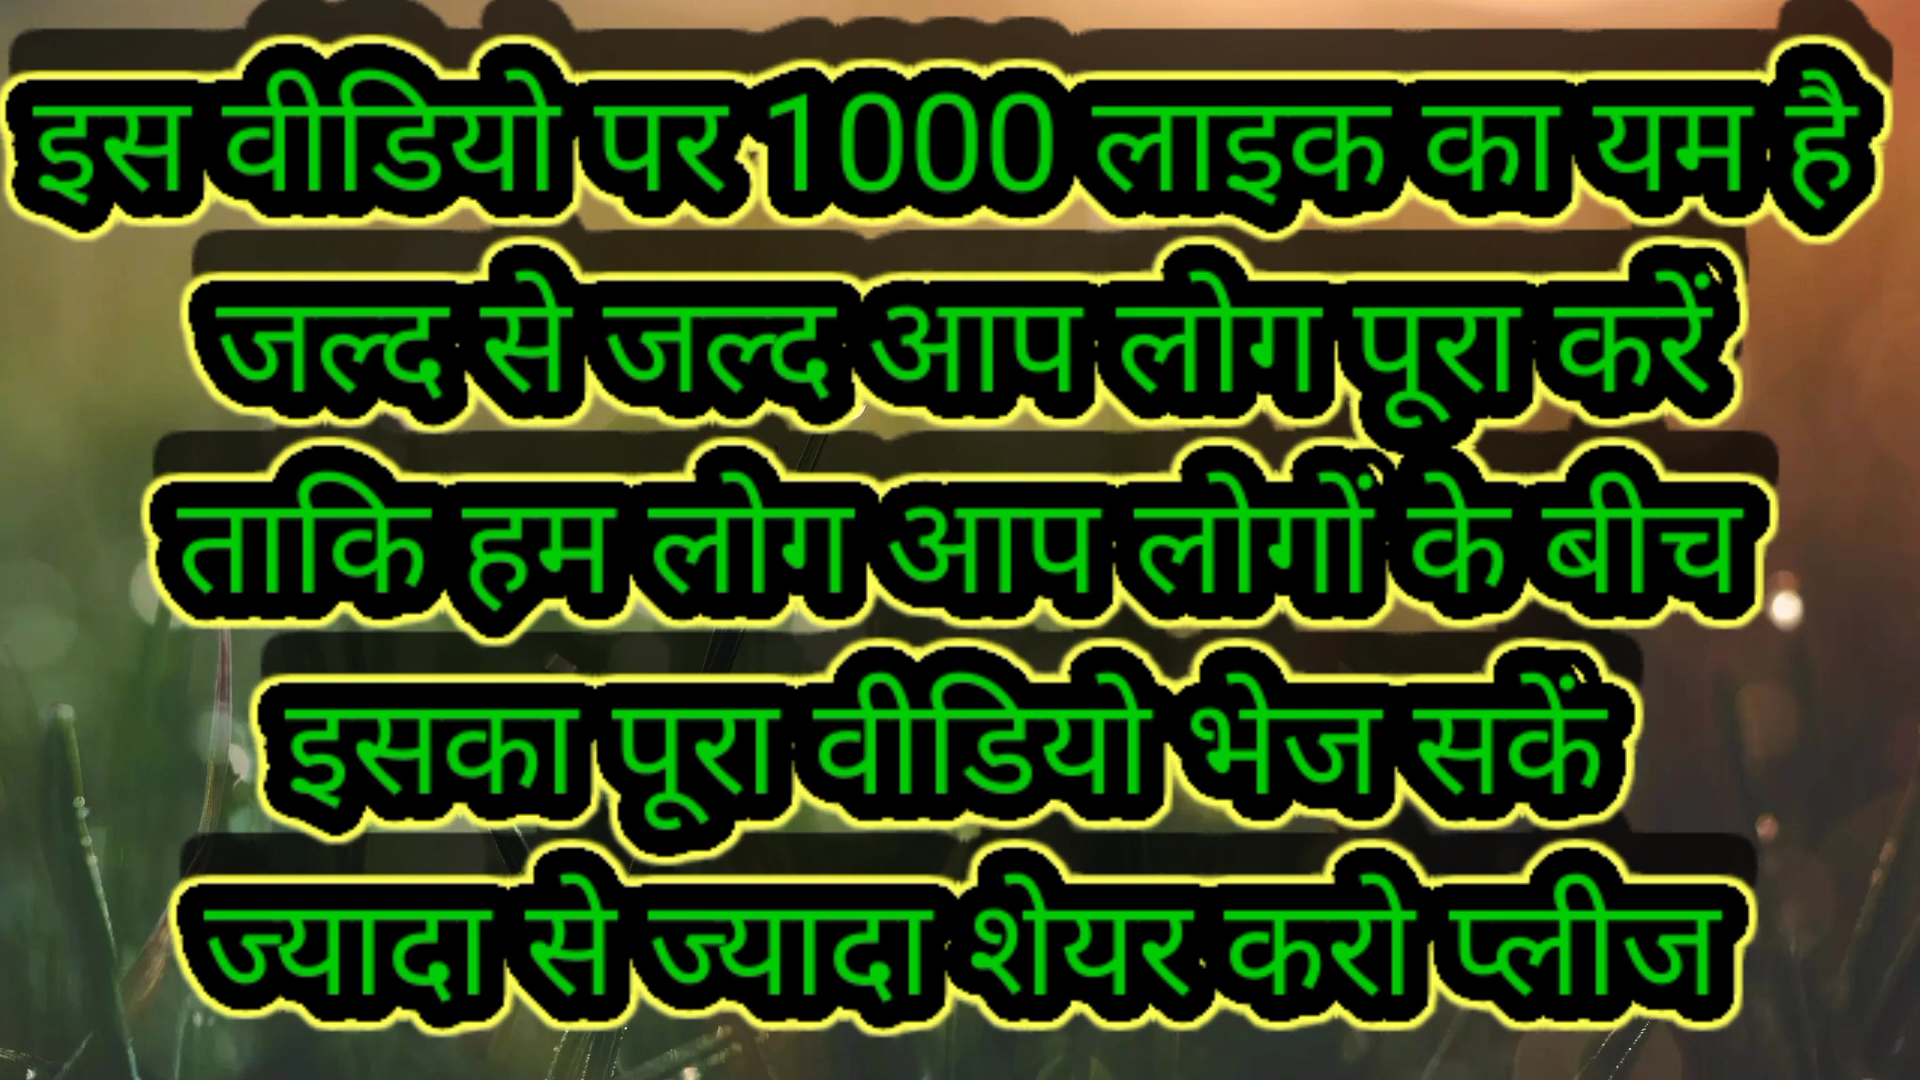 इस वीडियो पर 1000 लाइक का यम है
जल्द से जल्द आप लोग पूरा करें
ताकि हम लोग आप लोगों के बीच
इसका पूरा वीडियो भेज सकें
ज्यादा से ज्यादा शेयर करो प्लीज